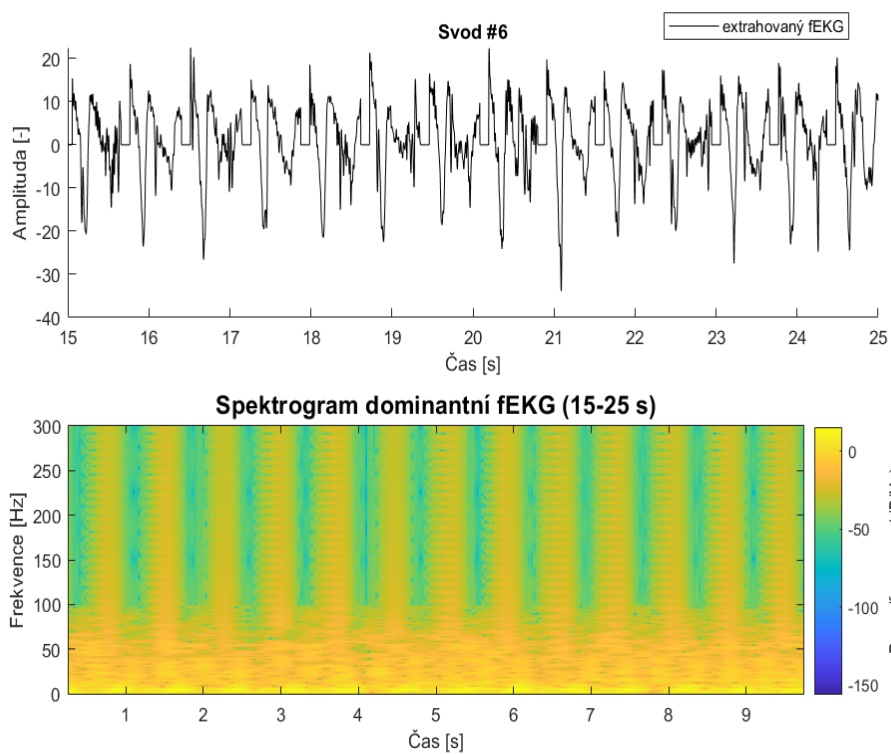 Svod #6
extrahovaný fEKG
Amplituda [-]
20
10
0
-10
-20
-30
-40
15 16 17 18 19 20 21 22 23 24 25
Čas [s]
Spektrogram dominantní fEKG (15-25 s)
Frekvence [Hz]
300
250
200
150
100
50
0
1 2 3 4 5 6 7 8 9
Čas [s]
0
-50
-100
-150